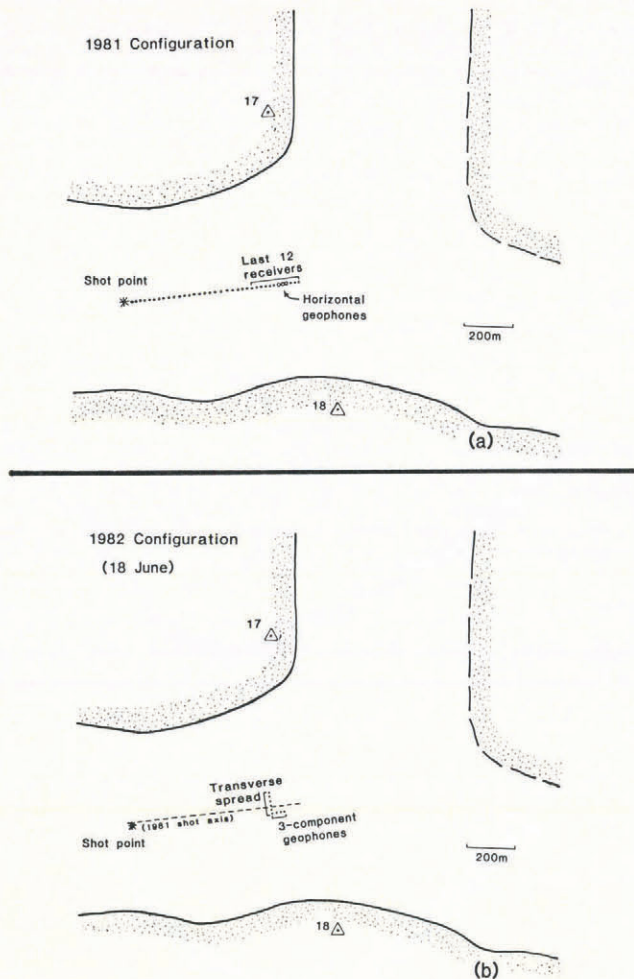 1981 Configuration
17
Last 12
receivers
Shot point
Horizontal
geophones
200m
18
(a)
1982 Configuration
(18 June)
17
Transverse
spread
(1981 shot axis)
Shot point
3-component
geophones
200m
18
(b)